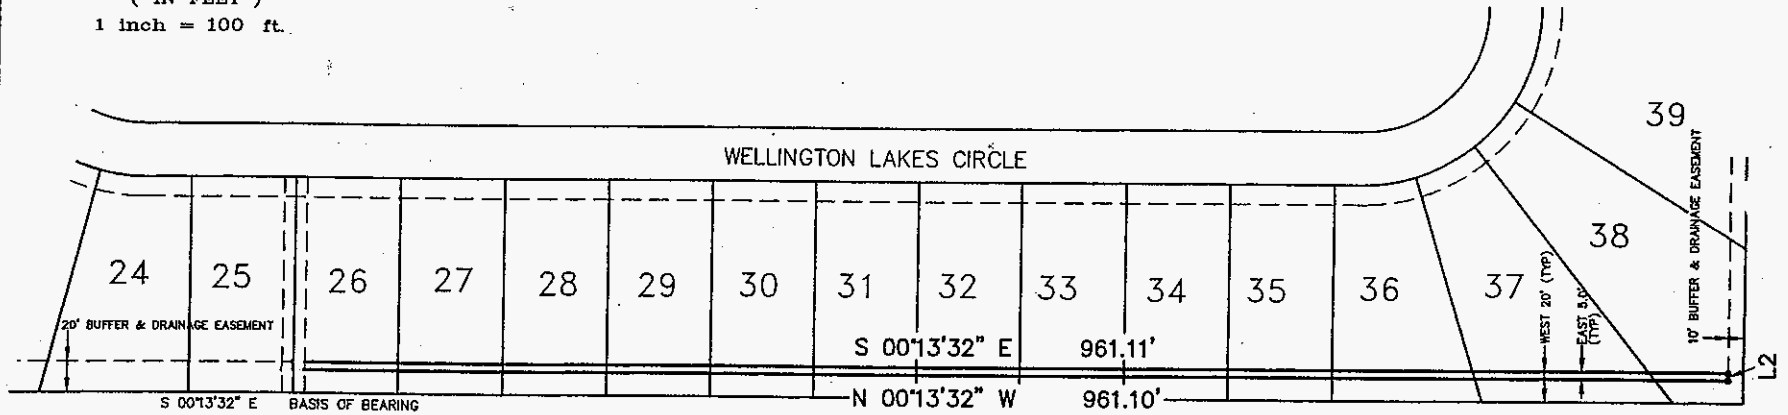 ( IN FEET )
1 inch = 100 ft.
39
WELLINGTON LAKES CIRCLE
10' BUFFER & DRAINAGE EASEMENT
38
24
25
26
27
28
29
30
31
32
33
34
35
36
37
WEST 20' (TYP)
EAST 5.0'
(TYP)
20' BUFFER & DRAINAGE EASEMENT
S 00°13'32" E 961.11'
L2
S 00°13'32" E BASIS OF BEARING
N 00°13'32" W 961.10'